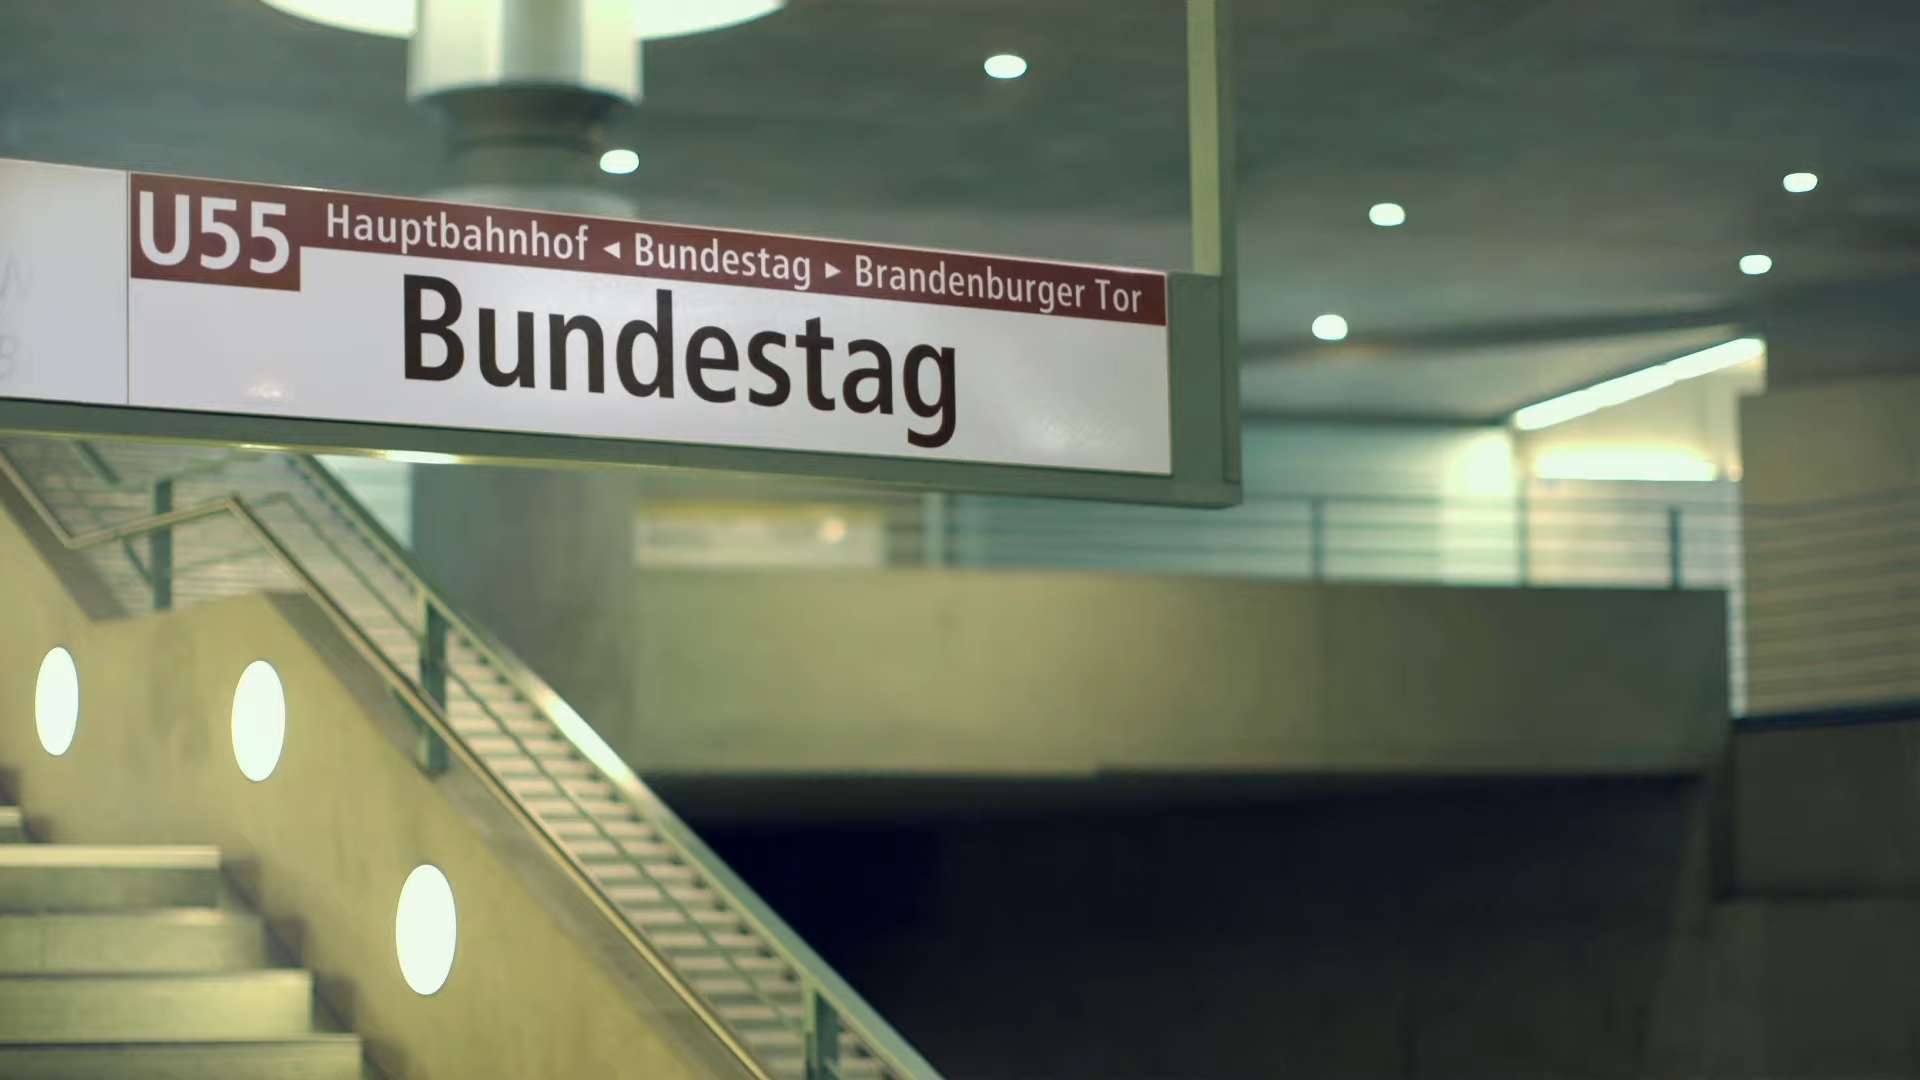 U55 Hauptbahnhof ◂ Bundestag ▸ Brandenburger Tor
Bundestag